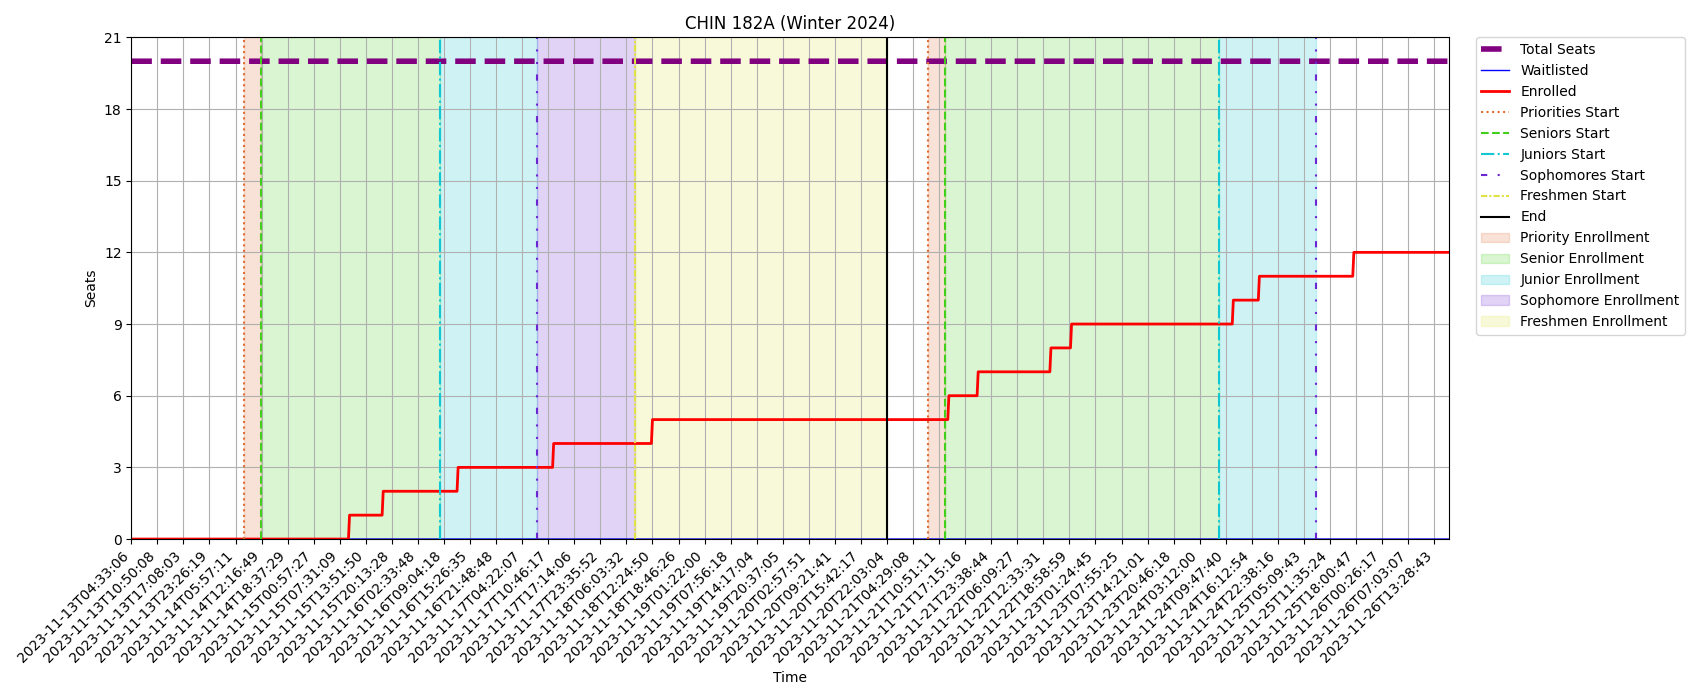 CHIN 182A (Winter 2024)
21
18
15
12
9
6
3
0
Seats
2023-11-13T04:33:06
2023-11-13T10:50:08
2023-11-13T17:08:03
2023-11-13T23:26:19
2023-11-14T05:57:11
2023-11-14T12:16:49
2023-11-14T18:37:29
2023-11-15T00:57:27
2023-11-15T07:31:09
2023-11-15T13:51:50
2023-11-15T20:13:28
2023-11-16T02:33:48
2023-11-16T09:04:18
2023-11-16T15:26:35
2023-11-16T21:48:48
2023-11-17T04:22:07
2023-11-17T10:46:17
2023-11-17T17:14:06
2023-11-17T23:35:52
2023-11-18T06:03:32
2023-11-18T12:24:50
2023-11-18T18:46:26
2023-11-19T01:22:00
2023-11-19T07:56:18
2023-11-19T14:17:04
2023-11-19T20:37:05
2023-11-20T02:57:51
2023-11-20T09:21:41
2023-11-20T15:42:17
2023-11-20T22:03:04
2023-11-21T04:29:08
2023-11-21T10:51:11
2023-11-21T17:15:16
2023-11-21T23:38:44
2023-11-22T06:09:27
2023-11-22T12:33:31
2023-11-22T18:58:59
2023-11-23T01:24:45
2023-11-23T07:55:25
2023-11-23T14:21:01
2023-11-23T20:46:18
2023-11-24T03:12:00
2023-11-24T09:47:40
2023-11-24T16:12:54
2023-11-24T22:38:16
2023-11-25T05:09:43
2023-11-25T11:35:24
2023-11-25T18:00:47
2023-11-26T00:26:17
2023-11-26T07:03:07
2023-11-26T13:28:43
Time
Total Seats
Waitlisted
Enrolled
Priorities Start
Seniors Start
Juniors Start
Sophomores Start
Freshmen Start
End
Priority Enrollment
Senior Enrollment
Junior Enrollment
Sophomore Enrollment
Freshmen Enrollment